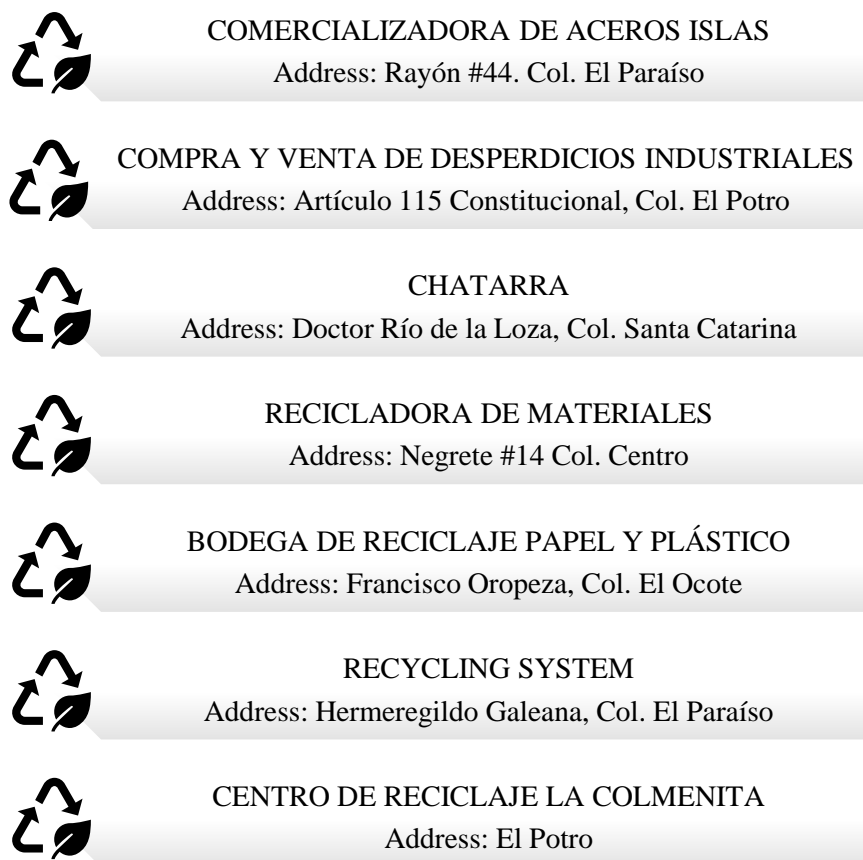 COMERCIALIZADORA DE ACEROS ISLAS
Address: Rayón #44. Col. El Paraíso
COMPRA Y VENTA DE DESPERDICIOS INDUSTRIALES
Address: Artículo 115 Constitucional, Col. El Potro
CHATARRA
Address: Doctor Río de la Loza, Col. Santa Catarina
RECICLADORA DE MATERIALES
Address: Negrete #14 Col. Centro
BODEGA DE RECICLAJE PAPEL Y PLÁSTICO
Address: Francisco Oropeza, Col. El Ocote
RECYCLING SYSTEM
Address: Hermeregildo Galeana, Col. El Paraíso
CENTRO DE RECICLAJE LA COLMENITA
Address: El Potro